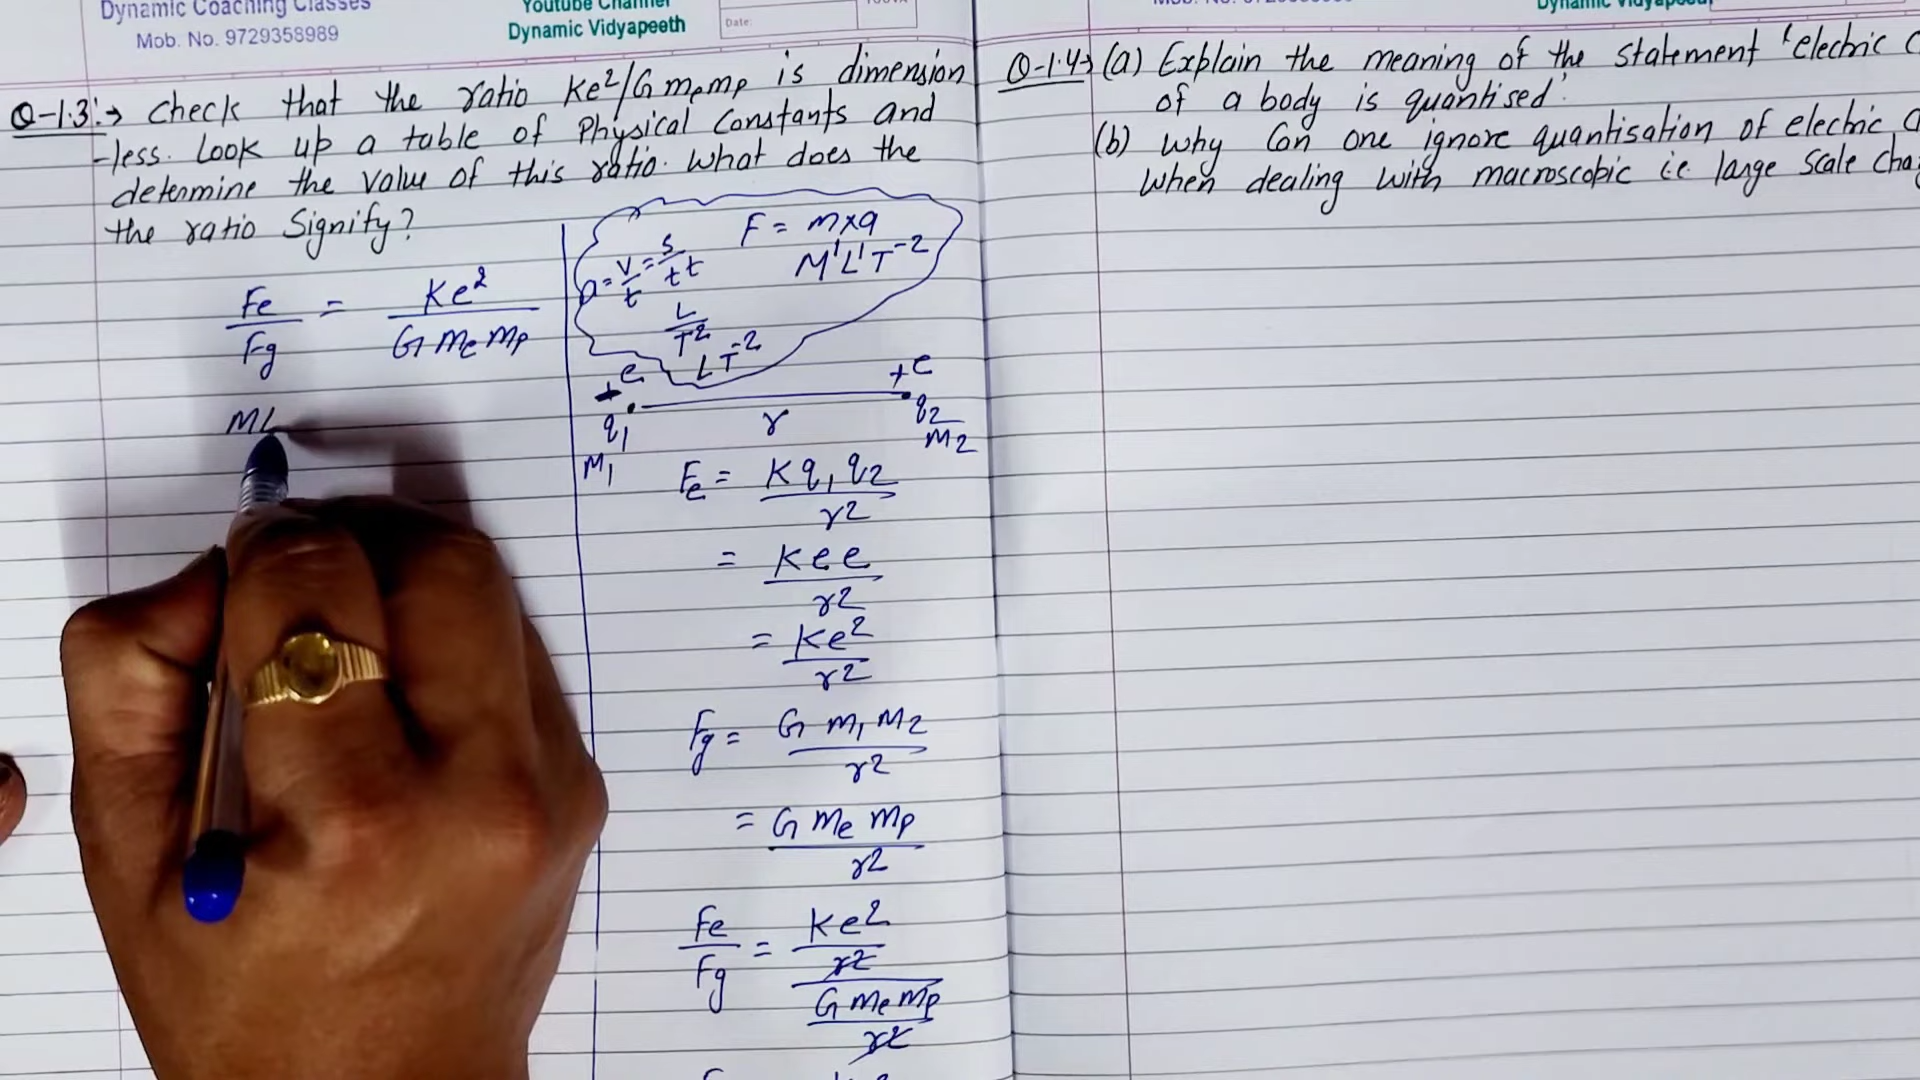 Dynamic Coaching Classes
Mob. No. 9729358989
Youtube Channel
Dynamic Vidyapeeth
Date:
Q-1.3:→ Check that the ratio Ke²/G mₑmₚ is dimension
-less. Look up a table of Physical Constants and
determine the value of this ratio. What does the
the ratio Signify?
Fe/Fg = Ke²/G me mp
ML
F = m×a
M¹L¹T⁻²
a = v/t = s/t t
L/T²
LT⁻²
+e +e
q₁ r q₂
M₁ M₂
Fe = K q₁ q₂/r²
= K e e/r²
= Ke²/r²
Fg = G m₁ M₂/r²
= G me mp/r²
Fe/Fg = Ke²/r² / G me mp/r²
Dynamic Vidyapeeth
Q-1.4→ (a) Explain the meaning of the statement 'electric
of a body is quantised'.
(b) Why Can one ignore quantisation of electric
When dealing with macroscopic i.e. large scale